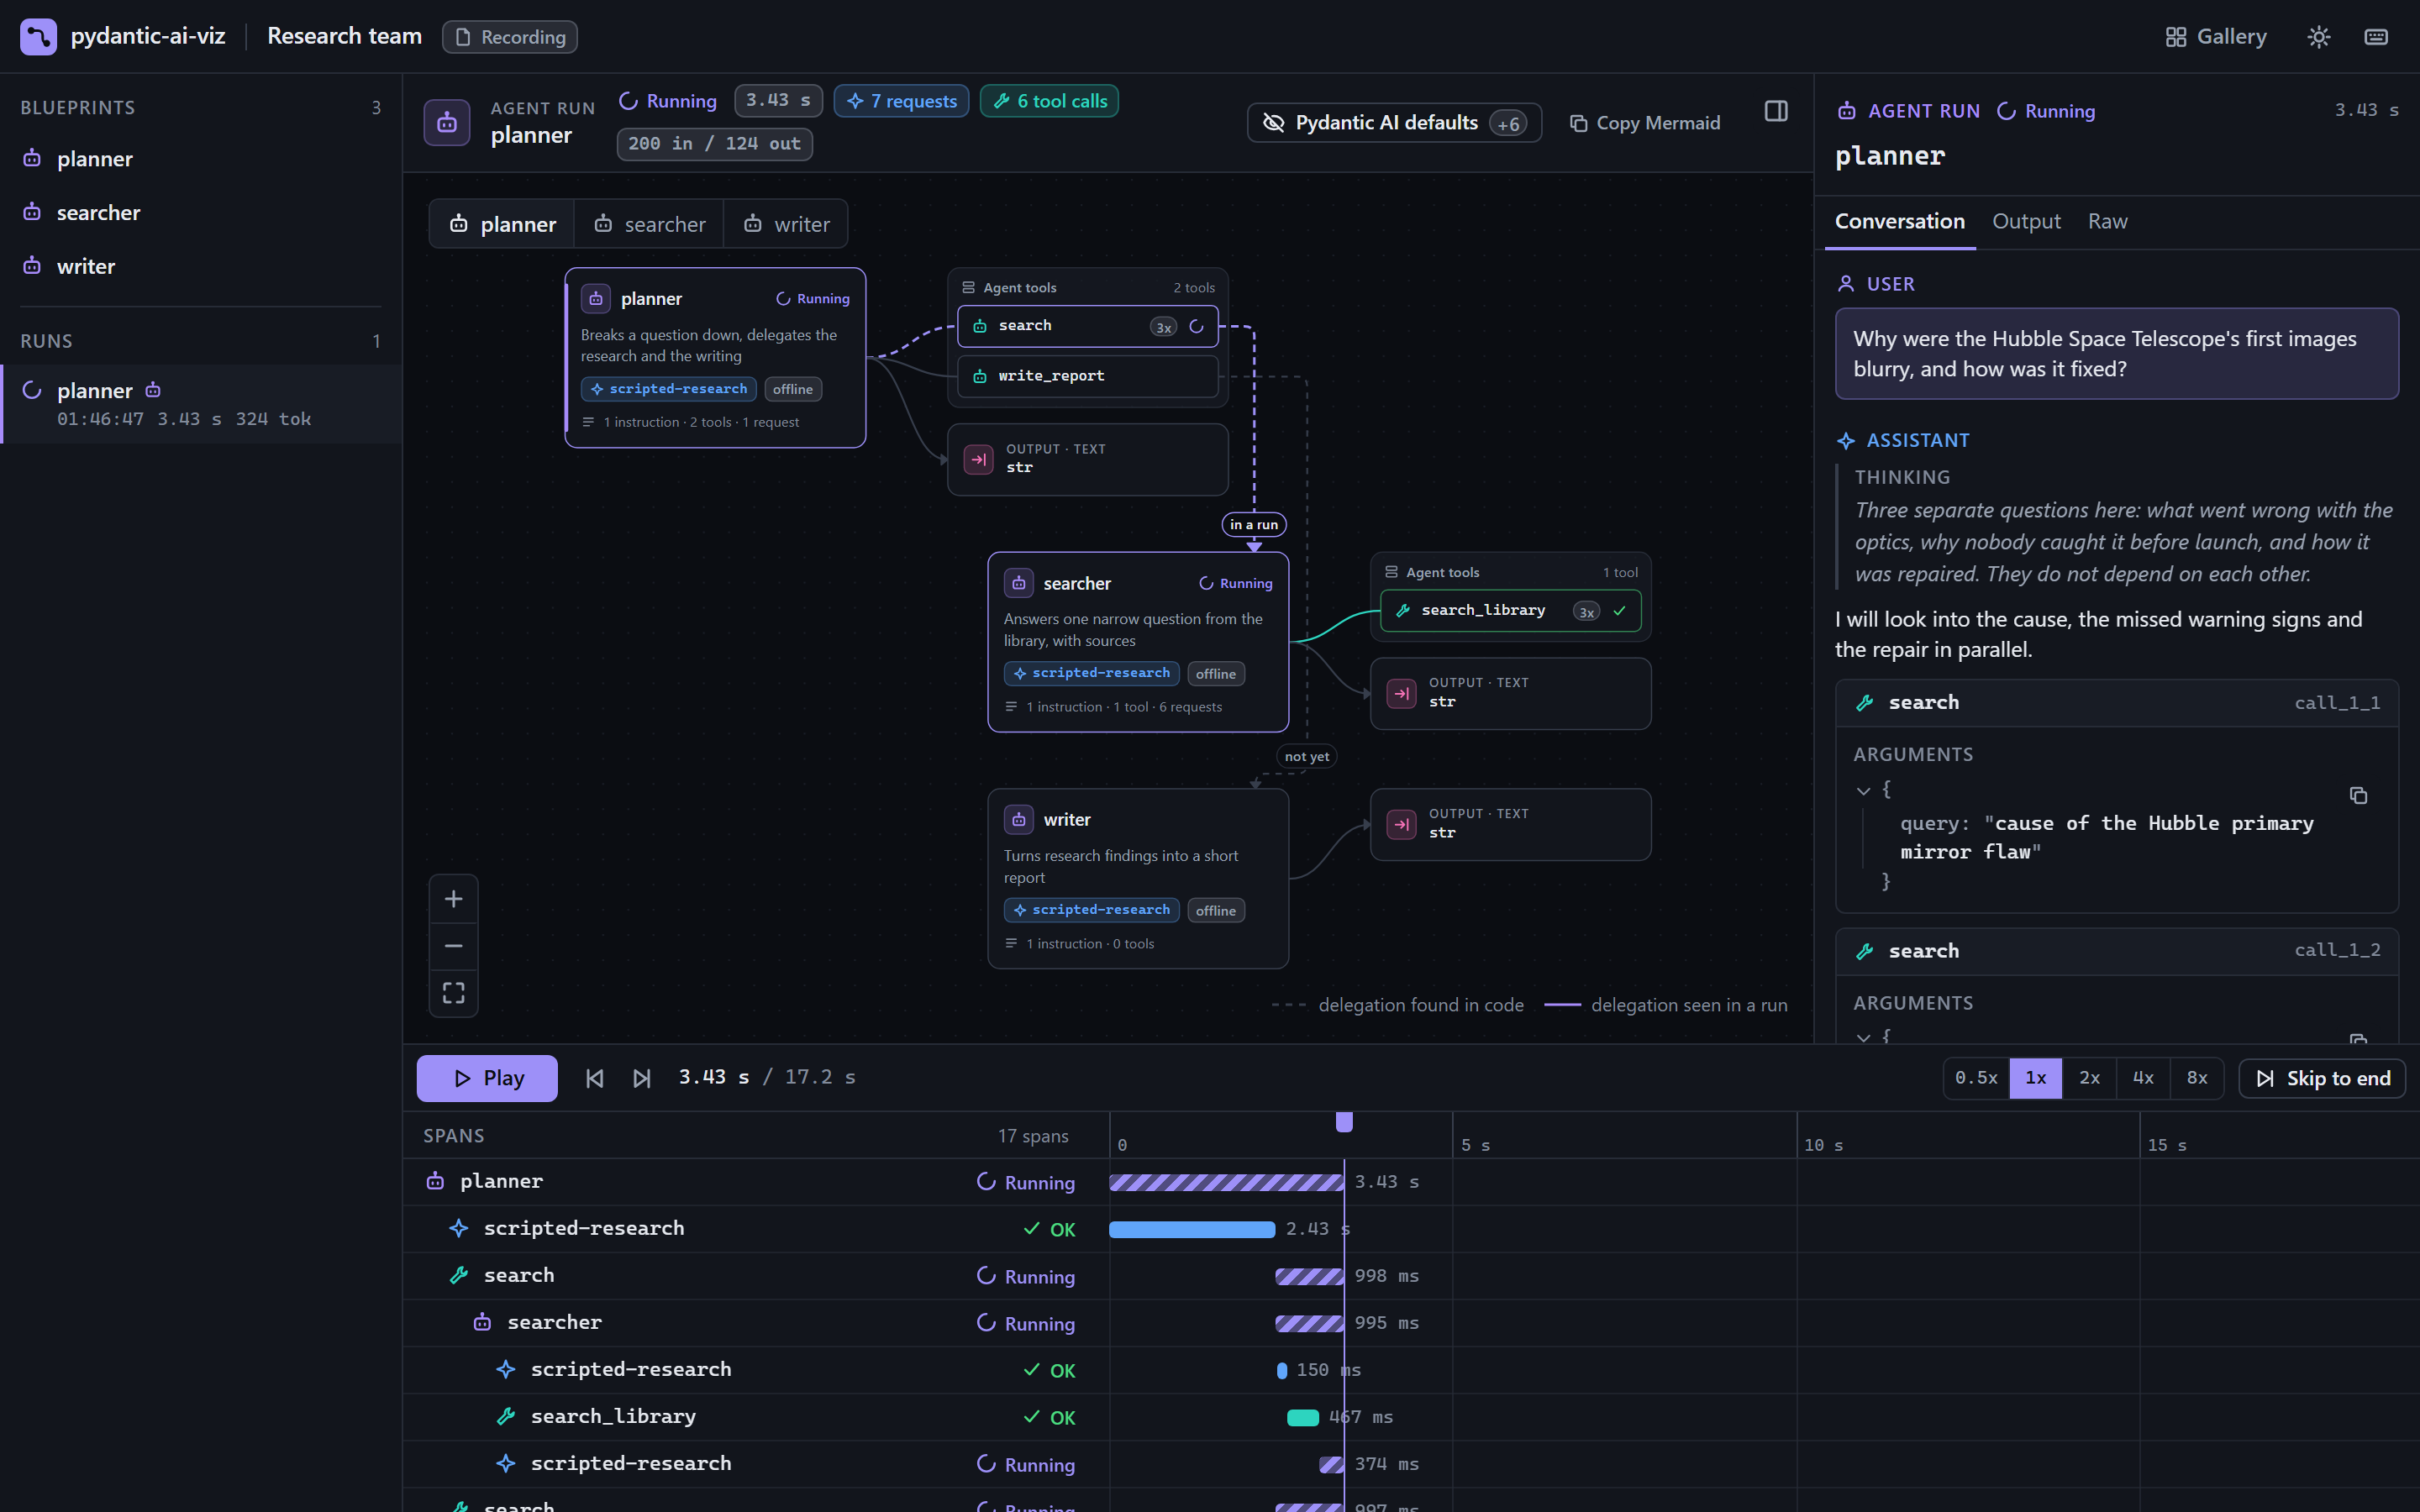 pydantic-ai-viz
Research team
Recording
Gallery
BLUEPRINTS 3
planner
searcher
writer
RUNS 1
planner
01:46:47 3.43 s 324 tok
AGENT RUN
planner
Running 3.43 s 7 requests 6 tool calls
200 in / 124 out
Pydantic AI defaults +6
Copy Mermaid
planner searcher writer
planner Running
Breaks a question down, delegates the
research and the writing
scripted-research offline
1 instruction · 2 tools · 1 request
Agent tools 2 tools
search 3x
write_report
OUTPUT · TEXT
str
in a run
searcher Running
Answers one narrow question from the
library, with sources
scripted-research offline
1 instruction · 1 tool · 6 requests
Agent tools 1 tool
search_library 3x
OUTPUT · TEXT
str
not yet
writer
Turns research findings into a short
report
scripted-research offline
1 instruction · 0 tools
OUTPUT · TEXT
str
delegation found in code delegation seen in a run
AGENT RUN Running 3.43 s
planner
Conversation Output Raw
USER
Why were the Hubble Space Telescope's first images
blurry, and how was it fixed?
ASSISTANT
THINKING
Three separate questions here: what went wrong with the
optics, why nobody caught it before launch, and how it
was repaired. They do not depend on each other.
I will look into the cause, the missed warning signs and
the repair in parallel.
search call_1_1
ARGUMENTS
{
query: "cause of the Hubble primary
mirror flaw"
}
search call_1_2
ARGUMENTS
{
Play
3.43 s / 17.2 s
0.5x 1x 2x 4x 8x
Skip to end
SPANS 17 spans
0 5 s 10 s 15 s
planner Running 3.43 s
scripted-research OK 2.43 s
search Running 998 ms
searcher Running 995 ms
scripted-research OK 150 ms
search_library OK 467 ms
scripted-research Running 374 ms
search Running 997 ms